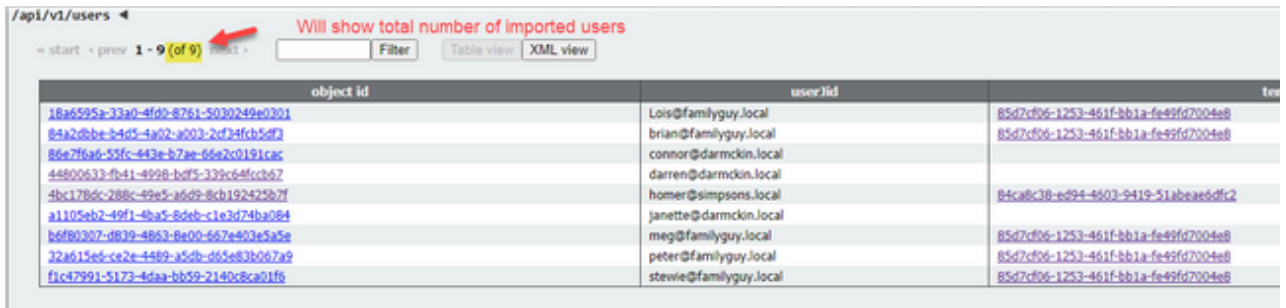 /api/v1/users ◄
Will show total number of imported users
« start ‹ prev 1 - 9 (of 9) next › Filter Table view XML view
object id userJid ten
18a6595a-33a0-4fd0-8761-5030249e0301 Lois@familyguy.local 85d7cf06-1253-461f-bb1a-fe49fd7004e8
84a2dbbe-b4d5-4a02-a003-2cf34fcb5df3 brian@familyguy.local 85d7cf06-1253-461f-bb1a-fe49fd7004e8
86e7f6a6-55fc-443e-b7ae-66e2c0191cac connor@darmckin.local
44800633-fb41-4998-bdf5-339c64fccb67 darren@darmckin.local
4bc178dc-288c-49e5-a6d9-8cb192425b7f homer@simpsons.local 84ca8c38-ed94-4603-9419-51abeae6dfc2
a1105eb2-49f1-4ba5-8deb-c1e3d74ba084 janette@darmckin.local
b6f80307-d839-4863-8e00-667e403e5a5e meg@familyguy.local 85d7cf06-1253-461f-bb1a-fe49fd7004e8
32a615e6-ce2e-4489-a5db-d65e83b067a9 peter@familyguy.local 85d7cf06-1253-461f-bb1a-fe49fd7004e8
f1c47991-5173-4daa-bb59-2140c8ca01f6 stewie@familyguy.local 85d7cf06-1253-461f-bb1a-fe49fd7004e8